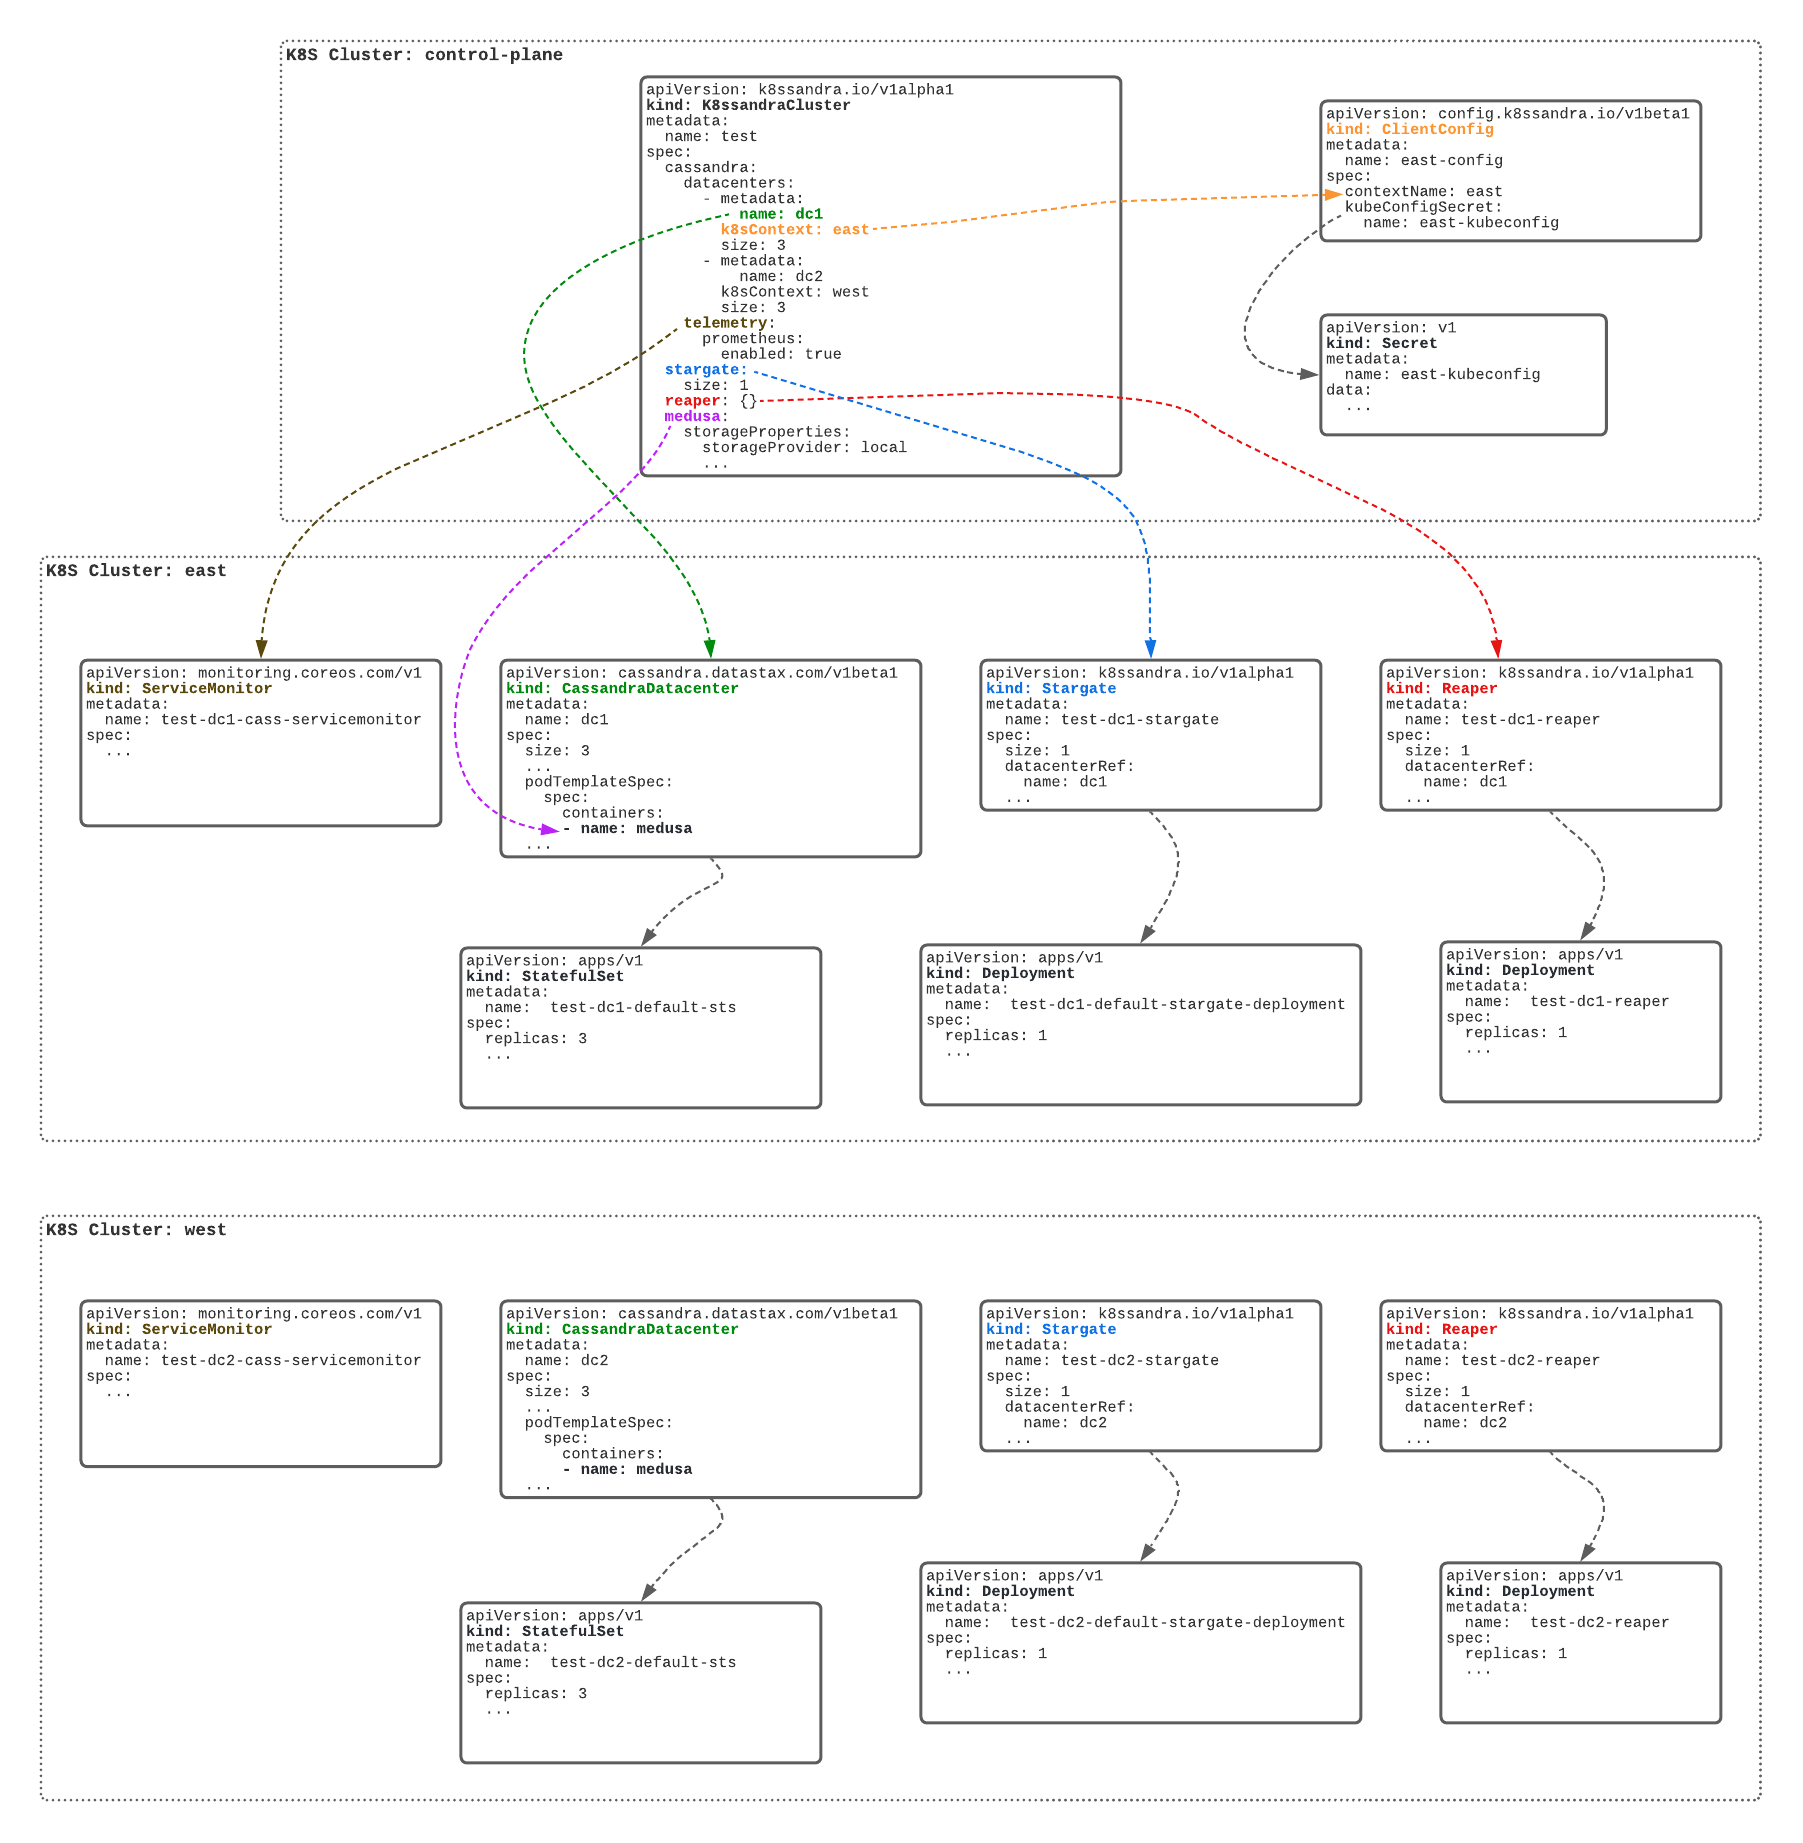 K8S Cluster: control-plane
apiVersion: k8ssandra.io/v1alpha1
kind: K8ssandraCluster
metadata:
  name: test
spec:
  cassandra:
    datacenters:
      - metadata:
          name: dc1
        k8sContext: east
        size: 3
      - metadata:
          name: dc2
        k8sContext: west
        size: 3
    telemetry:
      prometheus:
        enabled: true
  stargate:
    size: 1
  reaper: {}
  medusa:
    storageProperties:
      storageProvider: local
      ...
apiVersion: config.k8ssandra.io/v1beta1
kind: ClientConfig
metadata:
  name: east-config
spec:
  contextName: east
  kubeConfigSecret:
    name: east-kubeconfig
apiVersion: v1
kind: Secret
metadata:
  name: east-kubeconfig
data:
  ...
K8S Cluster: east
apiVersion: monitoring.coreos.com/v1
kind: ServiceMonitor
metadata:
  name: test-dc1-cass-servicemonitor
spec:
  ...
apiVersion: cassandra.datastax.com/v1beta1
kind: CassandraDatacenter
metadata:
  name: dc1
spec:
  size: 3
  ...
  podTemplateSpec:
    spec:
      containers:
      - name: medusa
  ...
apiVersion: k8ssandra.io/v1alpha1
kind: Stargate
metadata:
  name: test-dc1-stargate
spec:
  size: 1
  datacenterRef:
    name: dc1
  ...
apiVersion: k8ssandra.io/v1alpha1
kind: Reaper
metadata:
  name: test-dc1-reaper
spec:
  size: 1
  datacenterRef:
    name: dc1
  ...
apiVersion: apps/v1
kind: StatefulSet
metadata:
  name:  test-dc1-default-sts
spec:
  replicas: 3
  ...
apiVersion: apps/v1
kind: Deployment
metadata:
  name:  test-dc1-default-stargate-deployment
spec:
  replicas: 1
  ...
apiVersion: apps/v1
kind: Deployment
metadata:
  name:  test-dc1-reaper
spec:
  replicas: 1
  ...
K8S Cluster: west
apiVersion: monitoring.coreos.com/v1
kind: ServiceMonitor
metadata:
  name: test-dc2-cass-servicemonitor
spec:
  ...
apiVersion: cassandra.datastax.com/v1beta1
kind: CassandraDatacenter
metadata:
  name: dc2
spec:
  size: 3
  ...
  podTemplateSpec:
    spec:
      containers:
      - name: medusa
  ...
apiVersion: k8ssandra.io/v1alpha1
kind: Stargate
metadata:
  name: test-dc2-stargate
spec:
  size: 1
  datacenterRef:
    name: dc2
  ...
apiVersion: k8ssandra.io/v1alpha1
kind: Reaper
metadata:
  name: test-dc2-reaper
spec:
  size: 1
  datacenterRef:
    name: dc2
  ...
apiVersion: apps/v1
kind: StatefulSet
metadata:
  name:  test-dc2-default-sts
spec:
  replicas: 3
  ...
apiVersion: apps/v1
kind: Deployment
metadata:
  name:  test-dc2-default-stargate-deployment
spec:
  replicas: 1
  ...
apiVersion: apps/v1
kind: Deployment
metadata:
  name:  test-dc2-reaper
spec:
  replicas: 1
  ...